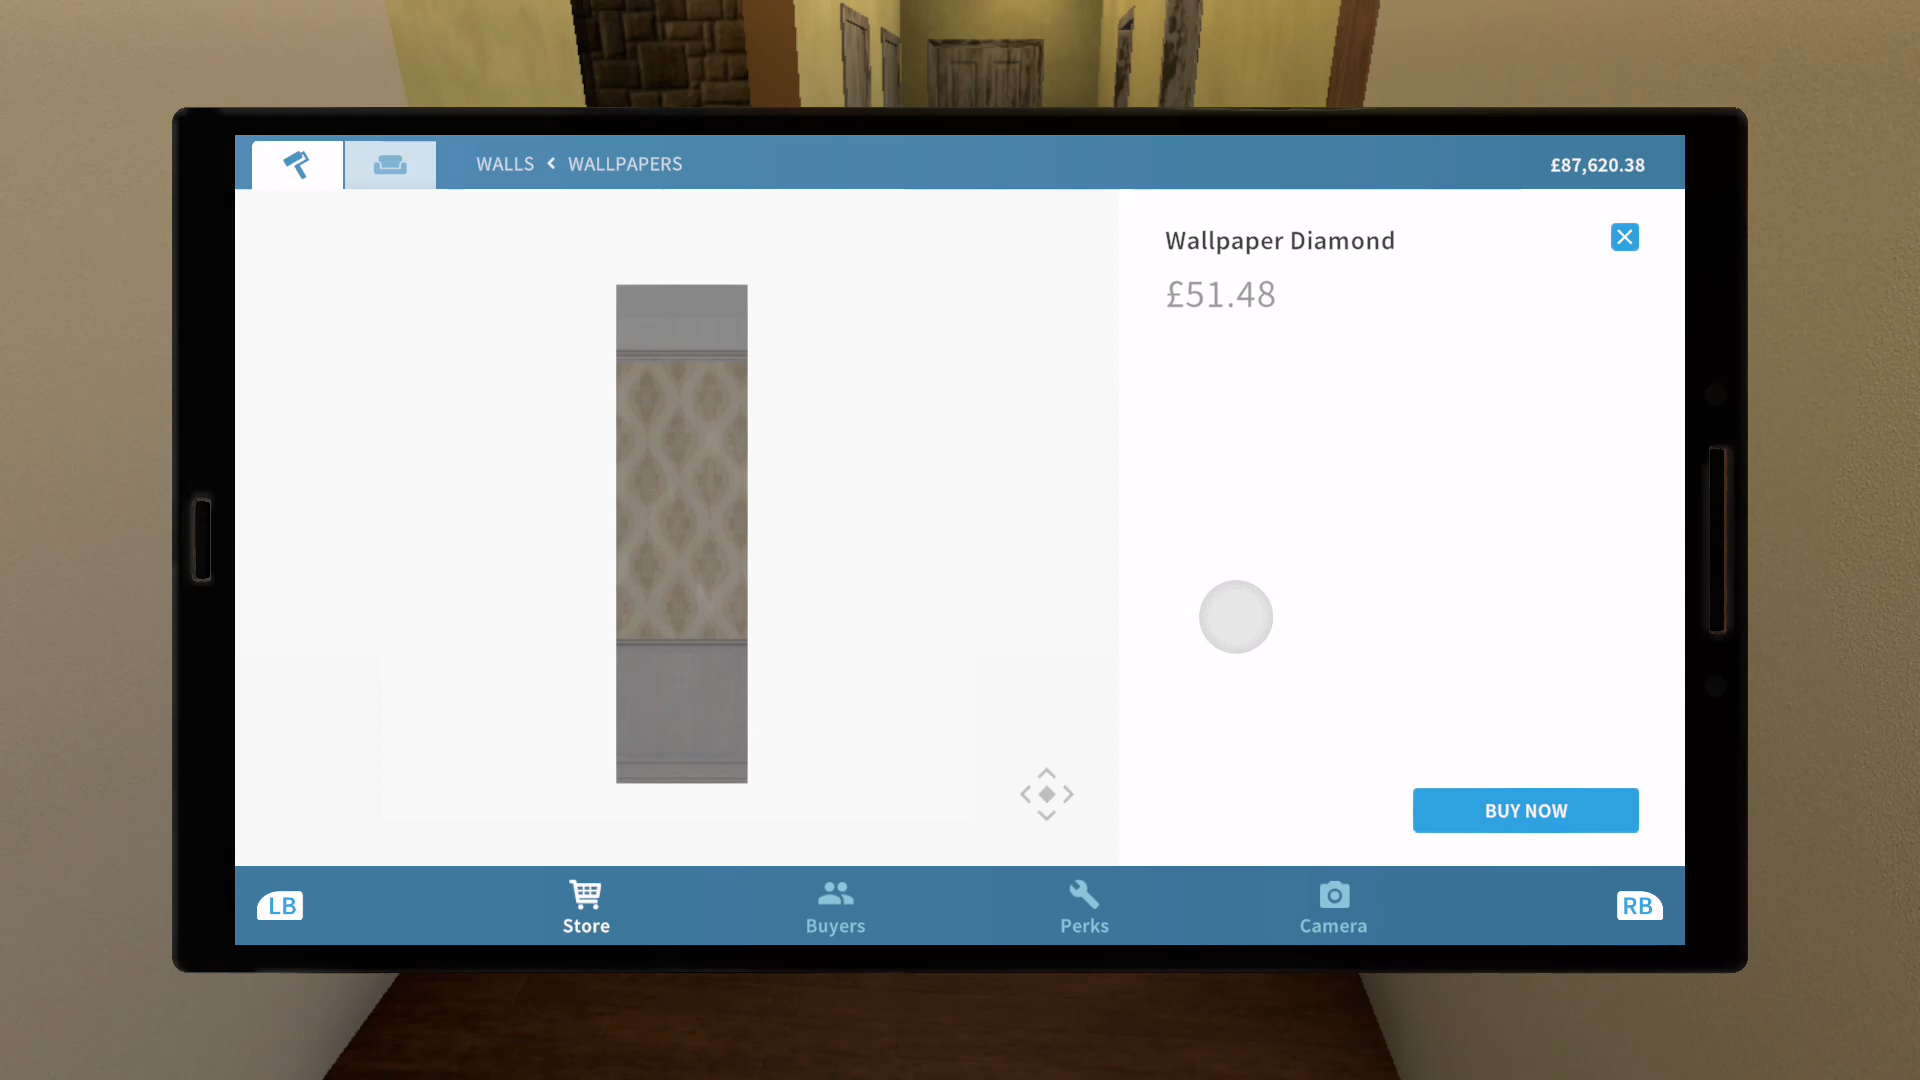 WALLS < WALLPAPERS
£87,620.38
Wallpaper Diamond
£51.48
BUY NOW
LB
Store
Buyers
Perks
Camera
RB